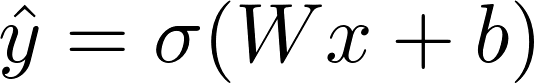 ŷ = σ(Wx + b)